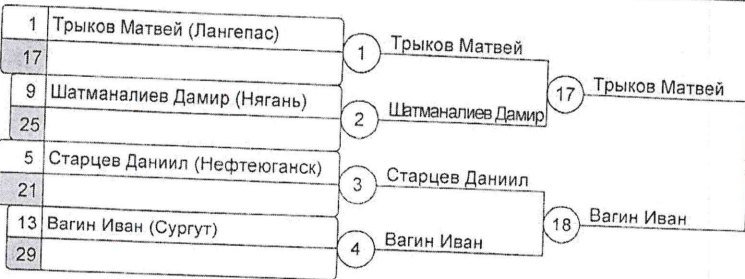 1 Трыков Матвей (Лангепас)
17
1 Трыков Матвей
9 Шатманалиев Дамир (Нягань)
25
2 Шатманалиев Дамир
17 Трыков Матвей
5 Старцев Даниил (Нефтеюганск)
21
3 Старцев Даниил
13 Вагин Иван (Сургут)
29
4 Вагин Иван
18 Вагин Иван